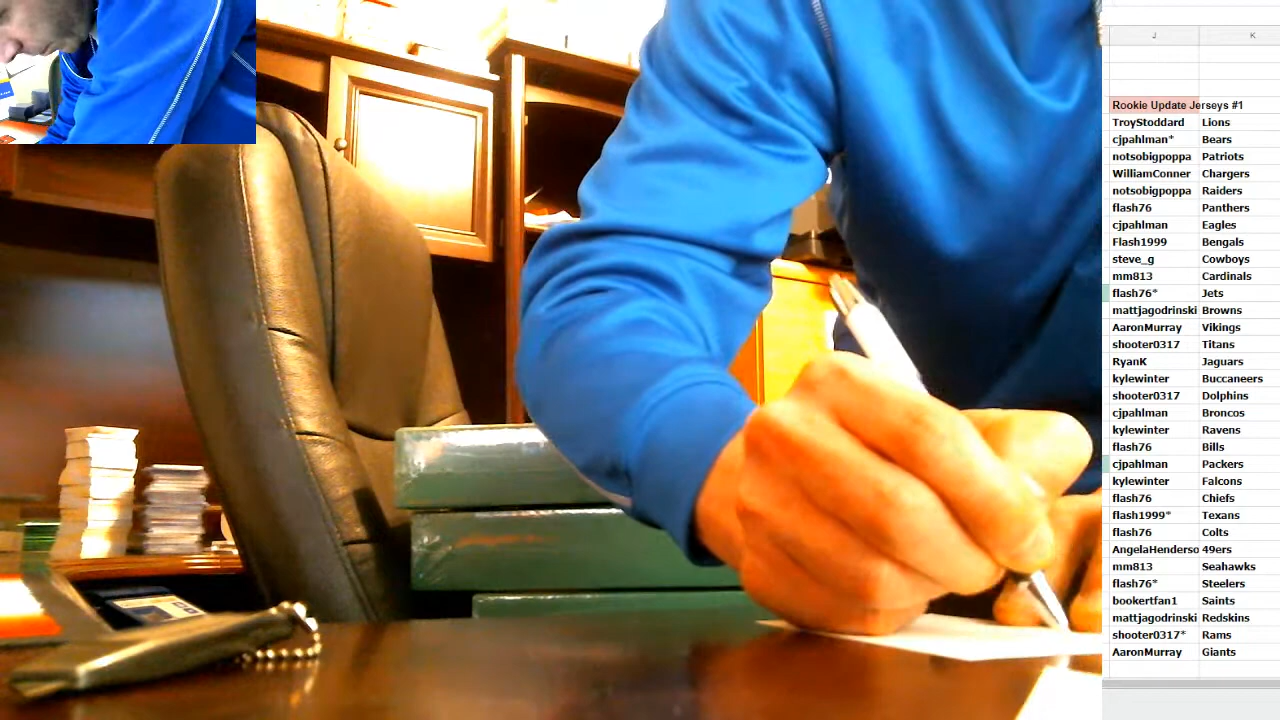 J K
Rookie Update Jerseys #1
TroyStoddard Lions
cjpahlman* Bears
notsobigpoppa Patriots
WilliamConner Chargers
notsobigpoppa Raiders
flash76 Panthers
cjpahlman Eagles
Flash1999 Bengals
steve_g Cowboys
mm813 Cardinals
flash76* Jets
mattjagodrinski Browns
AaronMurray Vikings
shooter0317 Titans
RyanK Jaguars
kylewinter Buccaneers
shooter0317 Dolphins
cjpahlman Broncos
kylewinter Ravens
flash76 Bills
cjpahlman Packers
kylewinter Falcons
flash76 Chiefs
flash1999* Texans
flash76 Colts
AngelaHenderso 49ers
mm813 Seahawks
flash76* Steelers
bookertfan1 Saints
mattjagodrinski Redskins
shooter0317* Rams
AaronMurray Giants